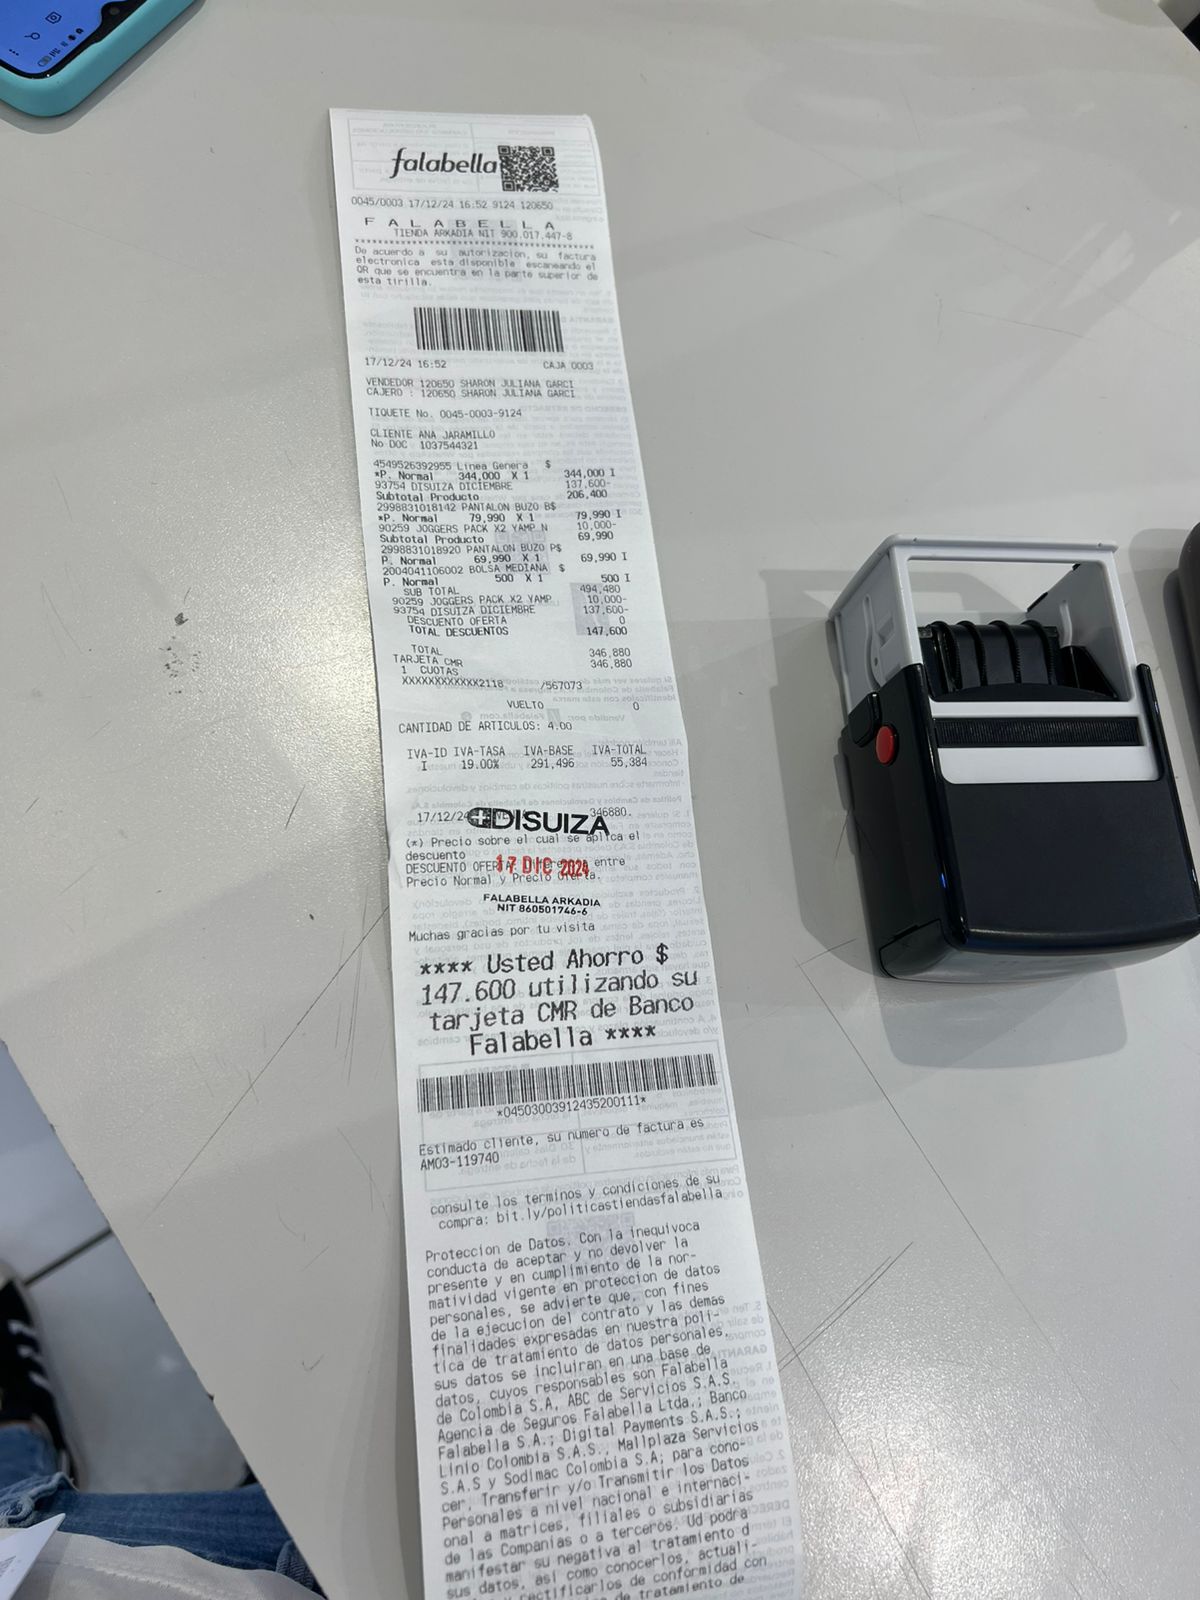 falabella
0045/0003 17/12/24 16:52 9124 120650
F A L A B E L L A
TIENDA ARKADIA NIT 900.017.447-8
De acuerdo a su autorizacion, su factura
electronica esta disponible escaneando el
QR que se encuentra en la parte superior de
esta tirilla.
17/12/24 16:52 CAJA 0003
VENDEDOR 120650 SHARON JULIANA GARCI
CAJERO : 120650 SHARON JULIANA GARCI
TIQUETE No. 0045-0003-9124
CLIENTE ANA JARAMILLO
No DOC 1037544321
4549526392955 Linea Genera $
*P. Normal 344,000 X 1 344,000 I
93754 DISUIZA DICIEMBRE 137,600-
Subtotal Producto 206,400
2998831018142 PANTALON BUZO B$
*P. Normal 79,990 X 1 79,990 I
90259 JOGGERS PACK X2 YAMP N 10,000-
Subtotal Producto 69,990
2998831018920 PANTALON BUZO P$
P. Normal 69,990 X 1 69,990 I
2004041106002 BOLSA MEDIANA $
P. Normal 500 X 1 500 I
SUB TOTAL 494,480
90259 JOGGERS PACK X2 YAMP 10,000-
93754 DISUIZA DICIEMBRE 137,600-
DESCUENTO OFERTA 0
TOTAL DESCUENTOS 147,600
TOTAL 346,880
TARJETA CMR 346,880
1 CUOTAS
XXXXXXXXXXXX2118 /567073
VUELTO 0
CANTIDAD DE ARTICULOS: 4.00
IVA-ID IVA-TASA IVA-BASE IVA-TOTAL
I 19.00% 291,496 55,384
17/12/24 346880.
DISUIZA
(*) Precio sobre el cual se aplica el
descuento
DESCUENTO OFERTA: Diferencia entre
17 DIC 2024
Precio Normal y Precio Oferta.
FALABELLA ARKADIA
NIT 860501746-6
Muchas gracias por tu visita
**** Usted Ahorro $
147.600 utilizando su
tarjeta CMR de Banco
Falabella ****
*04503003912435200111*
Estimado cliente, su numero de factura es
AM03-119740
consulte los terminos y condiciones de su
compra: bit.ly/politicastiendasfalabella
Proteccion de Datos. Con la inequivoca
conducta de aceptar y no devolver la
presente y en cumplimiento de la nor-
matividad vigente en proteccion de datos
personales, se advierte que, con fines
de la ejecucion del contrato y las demas
finalidades expresadas en nuestra poli-
tica de tratamiento de datos personales,
sus datos se incluiran en una base de
datos, cuyos responsables son Falabella
de Colombia S.A, ABC de Servicios S.A.S,
Agencia de Seguros Falabella Ltda.; Banco
Falabella S.A.; Digital Payments S.A.S.;
Linio Colombia S.A.S., Mallplaza Servicios
S.A.S y Sodimac Colombia S.A; para cono-
cer, Transferir y/o Transmitir los Datos
Personales a nivel nacional e internaci-
onal a matrices, filiales o subsidiarias
de las Companias o a terceros. Ud podra
manifestar su negativa al tratamiento d
sus datos, asi como conocerlos, actuali-
rectificarlos de conformidad con
de tratamiento de